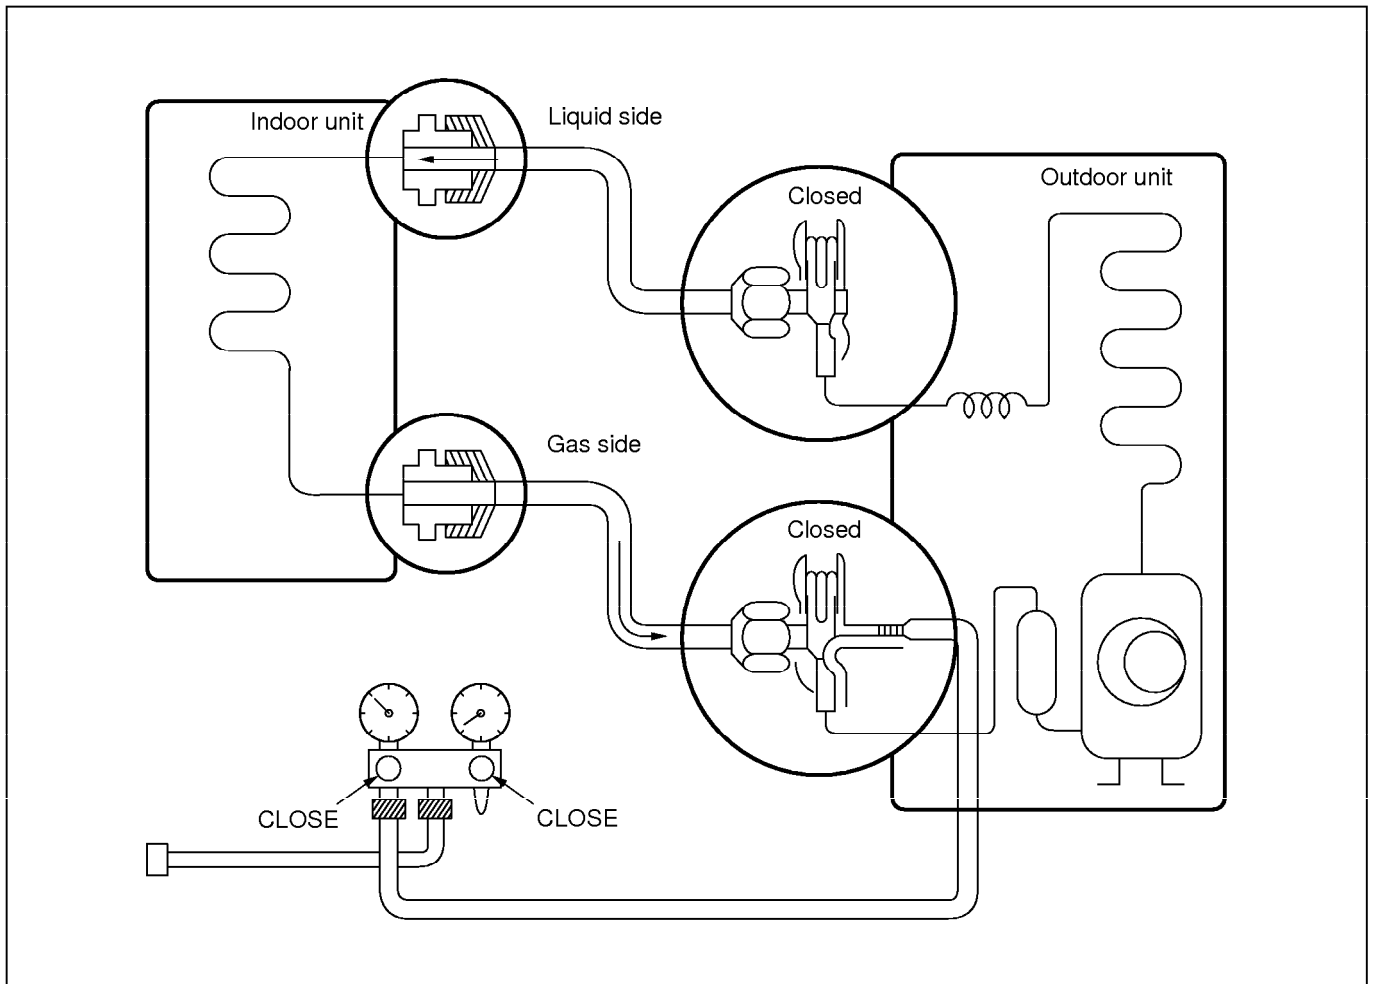 Indoor unit
Liquid side
Outdoor unit
Closed
Gas side
Closed
CLOSE
CLOSE